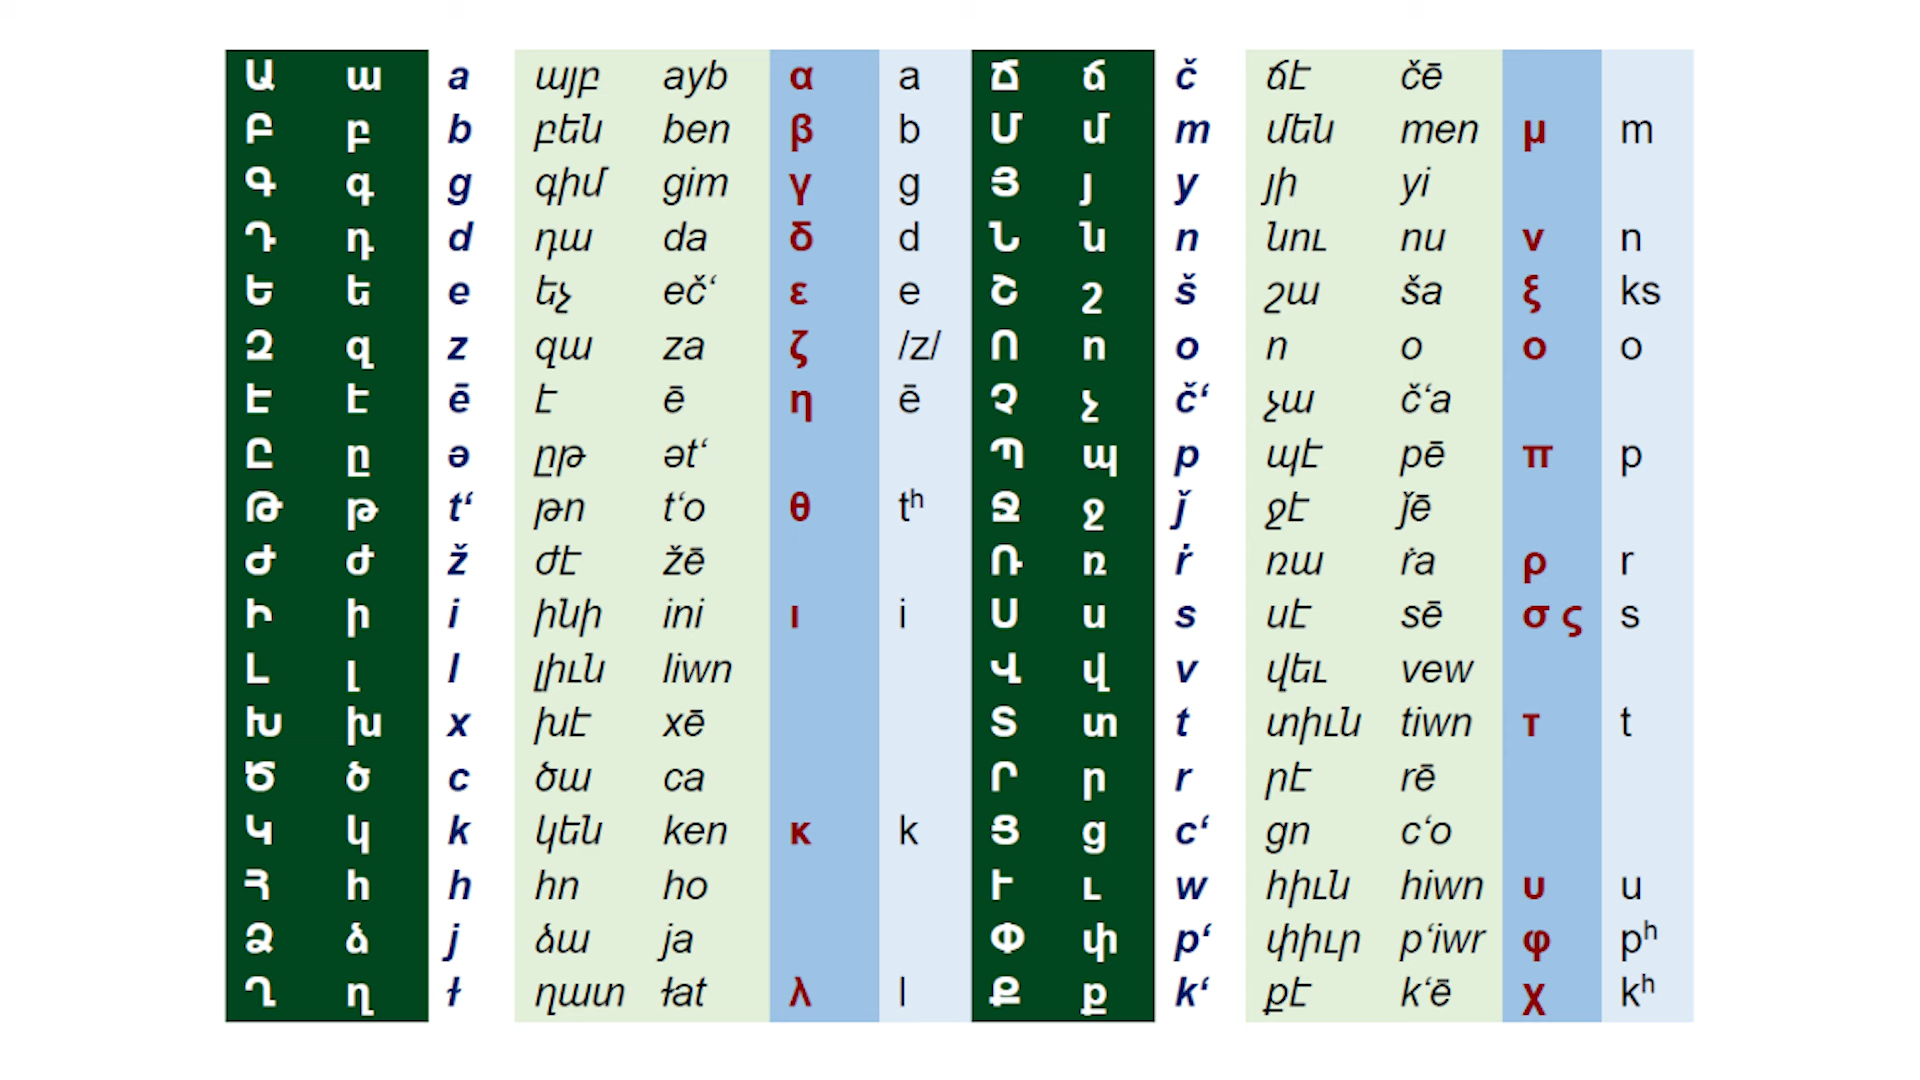 Ա ա a այբ ayb α a Ճ ճ č ճէ čē
Բ բ b բեն ben β b Մ մ m մեն men μ m
Գ գ g գիմ gim γ g Յ յ y յի yi
Դ դ d դա da δ d Ն ն n նու nu ν n
Ե ե e եչ eč‘ ε e Շ շ š շա ša ξ ks
Զ զ z զա za ζ /z/ Ո ո o ո o ο o
Է է ē է ē η ē Չ չ č‘ չա č‘a
Ը ը ə ըթ ət‘ Պ պ p պէ pē π p
Թ թ t‘ թո t‘o θ tʰ Ջ ջ ǰ ջէ ǰē
Ժ ժ ž ժէ žē Ռ ռ ṙ ռա ṙa ρ r
Ի ի i ինի ini ι i Ս ս s սէ sē σ ς s
Լ լ l լիւն liwn Վ վ v վեւ vew
Խ խ x խէ xē Տ տ t տիւն tiwn τ t
Ծ ծ c ծա ca Ր ր r րէ rē
Կ կ k կեն ken κ k Ց ց c‘ ցո c‘o
Հ հ h հո ho Ւ ւ w հիւն hiwn υ u
Ձ ձ j ձա ja Փ փ p‘ փիւր p‘iwr φ pʰ
Ղ ղ ł ղատ łat λ l Ք ք k‘ քէ k‘ē χ kʰ